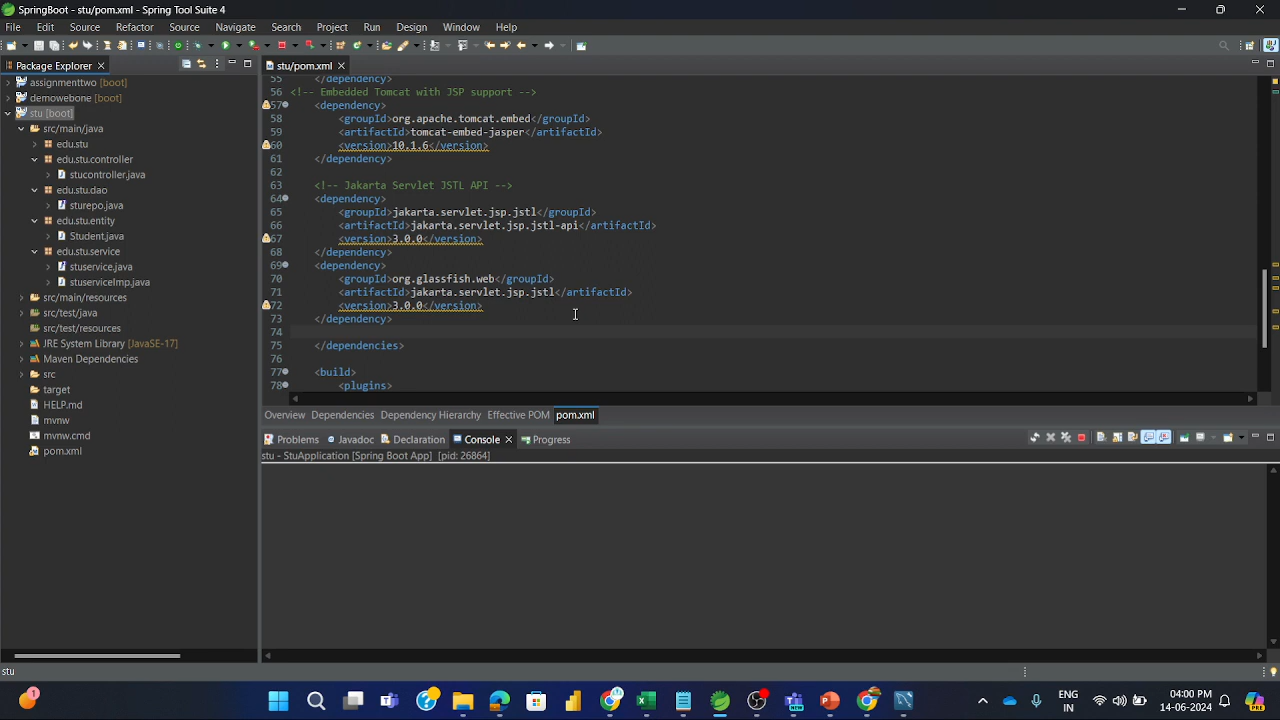 SpringBoot - stu/pom.xml - Spring Tool Suite 4
File Edit Source Refactor Source Navigate Search Project Run Design Window Help
Package Explorer
assignmenttwo [boot]
demowebone [boot]
stu [boot]
src/main/java
edu.stu
edu.stu.controller
stucontroller.java
edu.stu.dao
sturepo.java
edu.stu.entity
Student.java
edu.stu.service
stuservice.java
stuserviceImp.java
src/main/resources
src/test/java
src/test/resources
JRE System Library [JavaSE-17]
Maven Dependencies
src
target
HELP.md
mvnw
mvnw.cmd
pom.xml
stu/pom.xml
55 </dependency>
56 <!-- Embedded Tomcat with JSP support -->
57 <dependency>
58 <groupId>org.apache.tomcat.embed</groupId>
59 <artifactId>tomcat-embed-jasper</artifactId>
60 <version>10.1.6</version>
61 </dependency>
62
63 <!-- Jakarta Servlet JSTL API -->
64 <dependency>
65 <groupId>jakarta.servlet.jsp.jstl</groupId>
66 <artifactId>jakarta.servlet.jsp.jstl-api</artifactId>
67 <version>3.0.0</version>
68 </dependency>
69 <dependency>
70 <groupId>org.glassfish.web</groupId>
71 <artifactId>jakarta.servlet.jsp.jstl</artifactId>
72 <version>3.0.0</version>
73 </dependency>
74
75 </dependencies>
76
77 <build>
78 <plugins>
Overview Dependencies Dependency Hierarchy Effective POM pom.xml
Problems Javadoc Declaration Console Progress
stu - StuApplication [Spring Boot App] [pid: 26864]
stu
1
NEW
PRE
ENG
IN
04:00 PM
14-06-2024